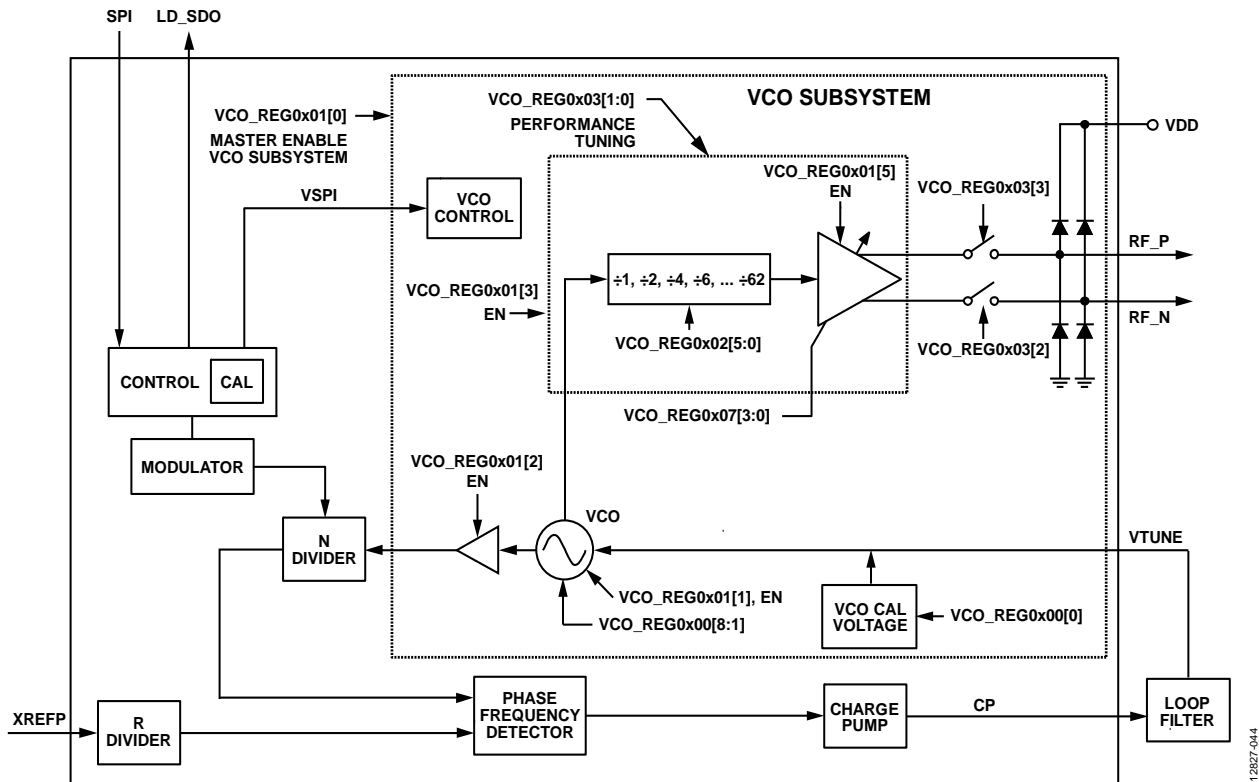 SPI
LD_SDO
VCO SUBSYSTEM
VCO_REG0x03[1:0]
PERFORMANCE
TUNING
VCO_REG0x01[0]
MASTER ENABLE
VCO SUBSYSTEM
VDD
VSPI
VCO
CONTROL
VCO_REG0x01[5]
EN
VCO_REG0x03[3]
RF_P
÷1, ÷2, ÷4, ÷6, ... ÷62
VCO_REG0x01[3]
EN
RF_N
VCO_REG0x02[5:0]
VCO_REG0x03[2]
CONTROL
CAL
VCO_REG0x07[3:0]
MODULATOR
VCO_REG0x01[2]
EN
VCO
N
DIVIDER
VTUNE
VCO_REG0x01[1], EN
VCO_REG0x00[8:1]
VCO CAL
VOLTAGE
VCO_REG0x00[0]
XREFP
R
DIVIDER
PHASE
FREQUENCY
DETECTOR
CHARGE
PUMP
CP
LOOP
FILTER
12827-044